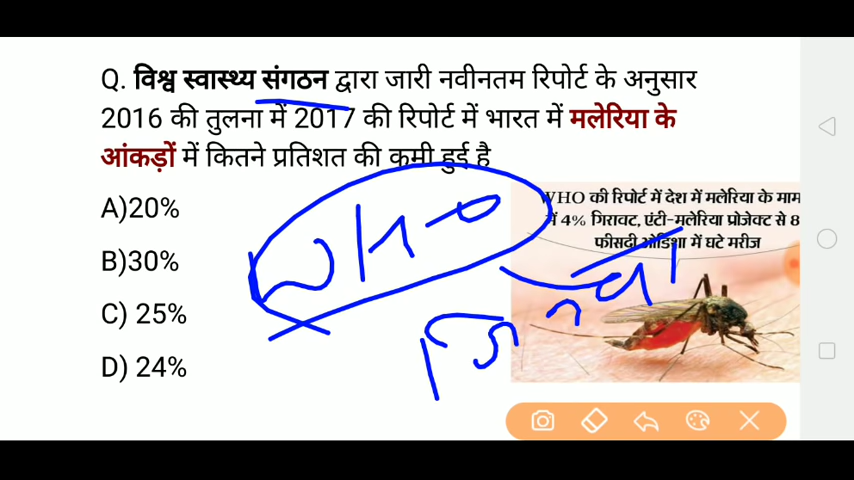 Q. विश्व स्वास्थ्य संगठन द्वारा जारी नवीनतम रिपोर्ट के अनुसार
2016 की तुलना में 2017 की रिपोर्ट में भारत में मलेरिया के
आंकड़ों में कितने प्रतिशत की कमी हुई है
A)20%
B)30%
C) 25%
D) 24%
WHO की रिपोर्ट में देश में मलेरिया के माम
में 4% गिरावट, एंटी-मलेरिया प्रोजेक्ट से 8
फीसदी ओडिशा में घटे मरीज
WHO